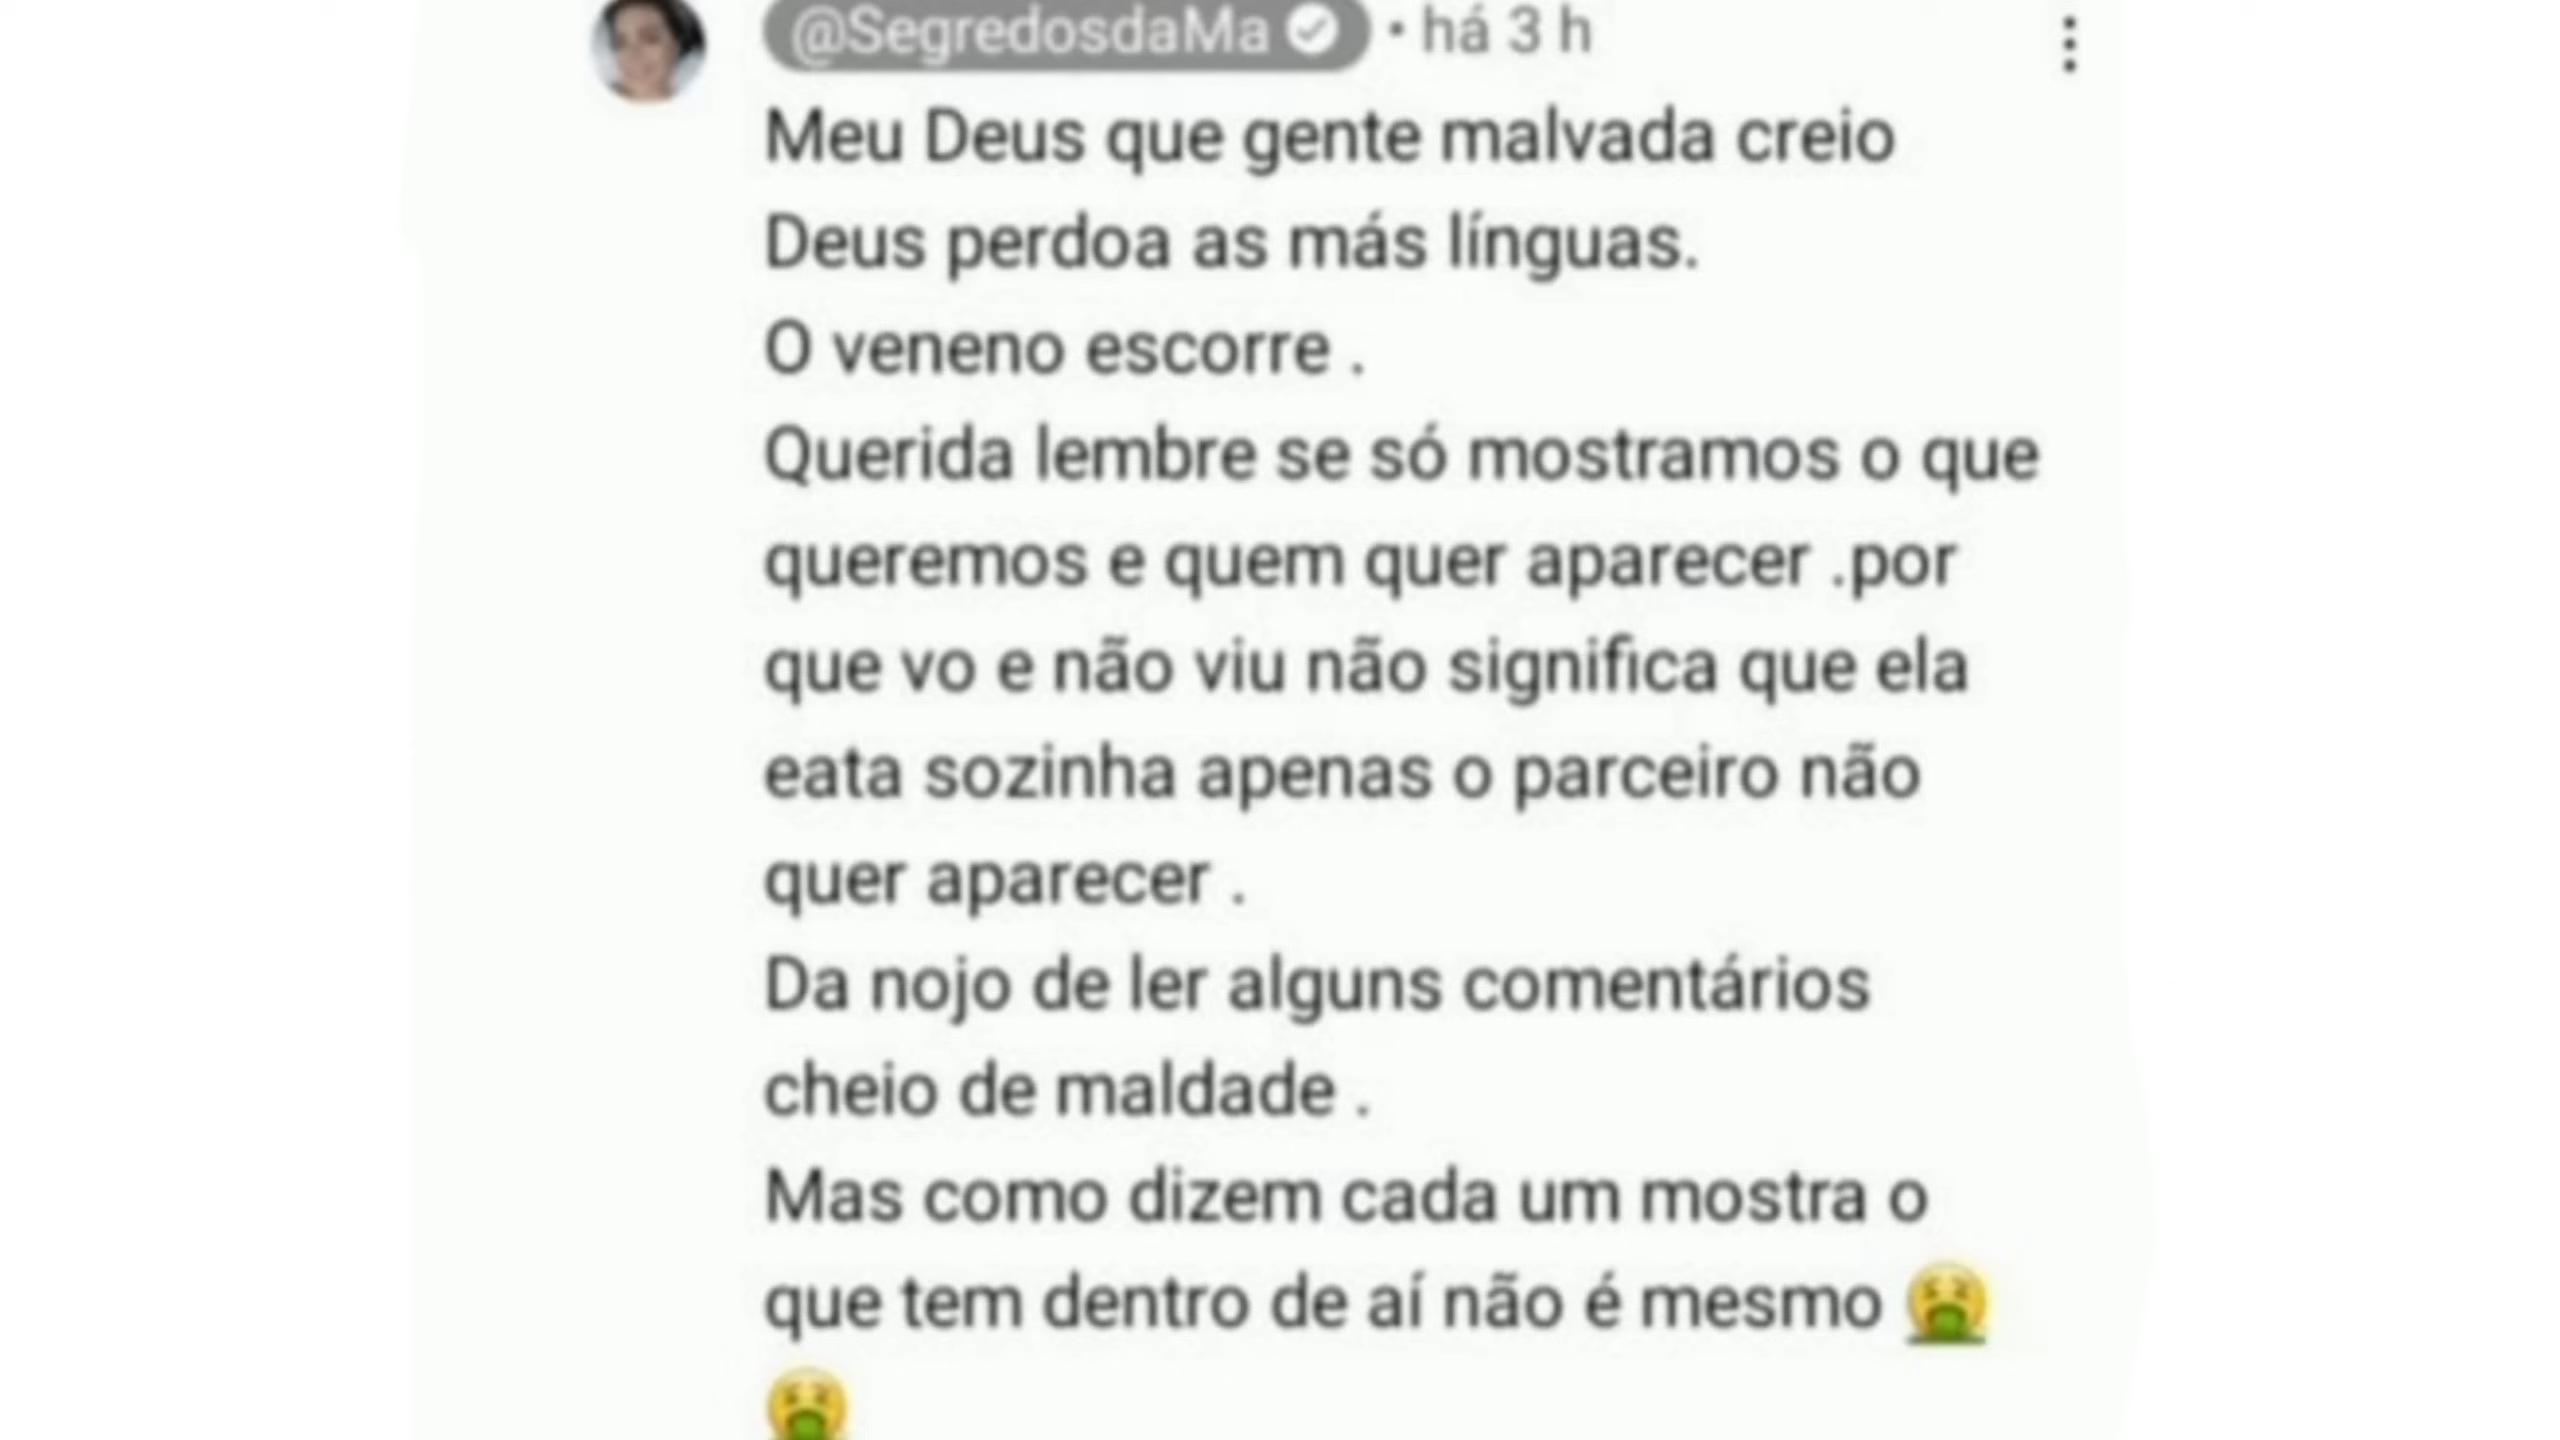 @SegredosdaMa • há 3 h
Meu Deus que gente malvada creio
Deus perdoa as más línguas.
O veneno escorre .
Querida lembre se só mostramos o que
queremos e quem quer aparecer .por
que vo e não viu não significa que ela
eata sozinha apenas o parceiro não
quer aparecer .
Da nojo de ler alguns comentários
cheio de maldade .
Mas como dizem cada um mostra o
que tem dentro de aí não é mesmo 🤮
🤮